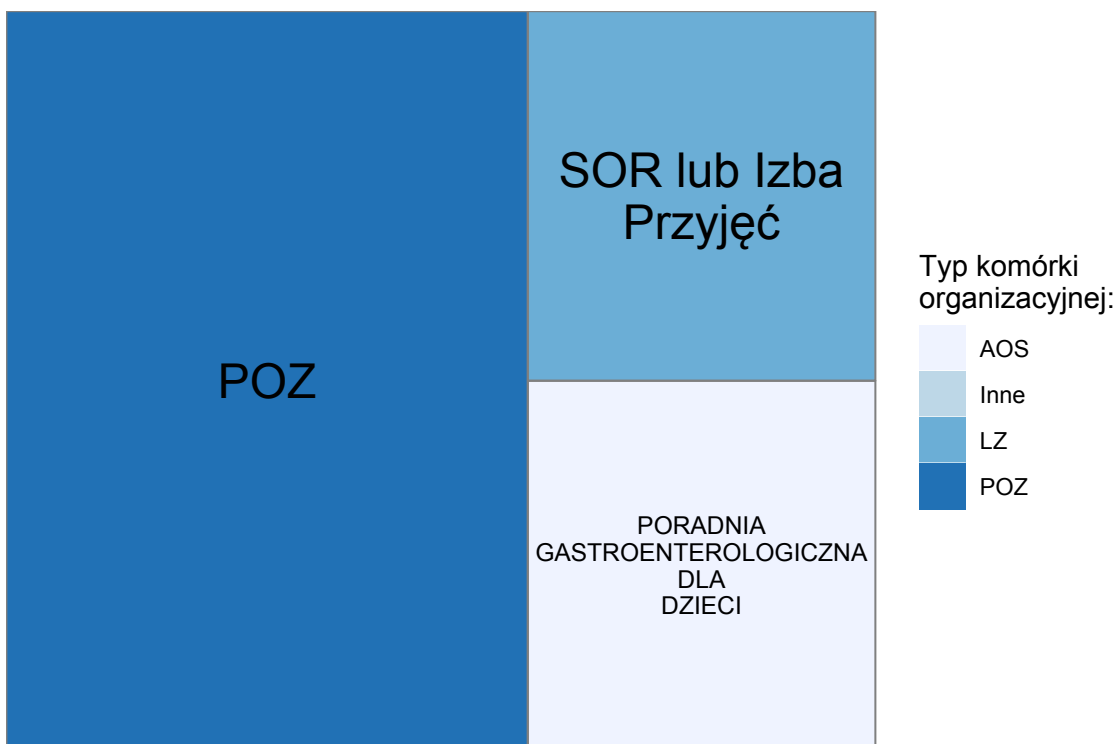 POZ
SOR lub Izba
Przyjęć
PORADNIA
GASTROENTEROLOGICZNA
DLA
DZIECI
Typ komórki
organizacyjnej:
AOS
Inne
LZ
POZ